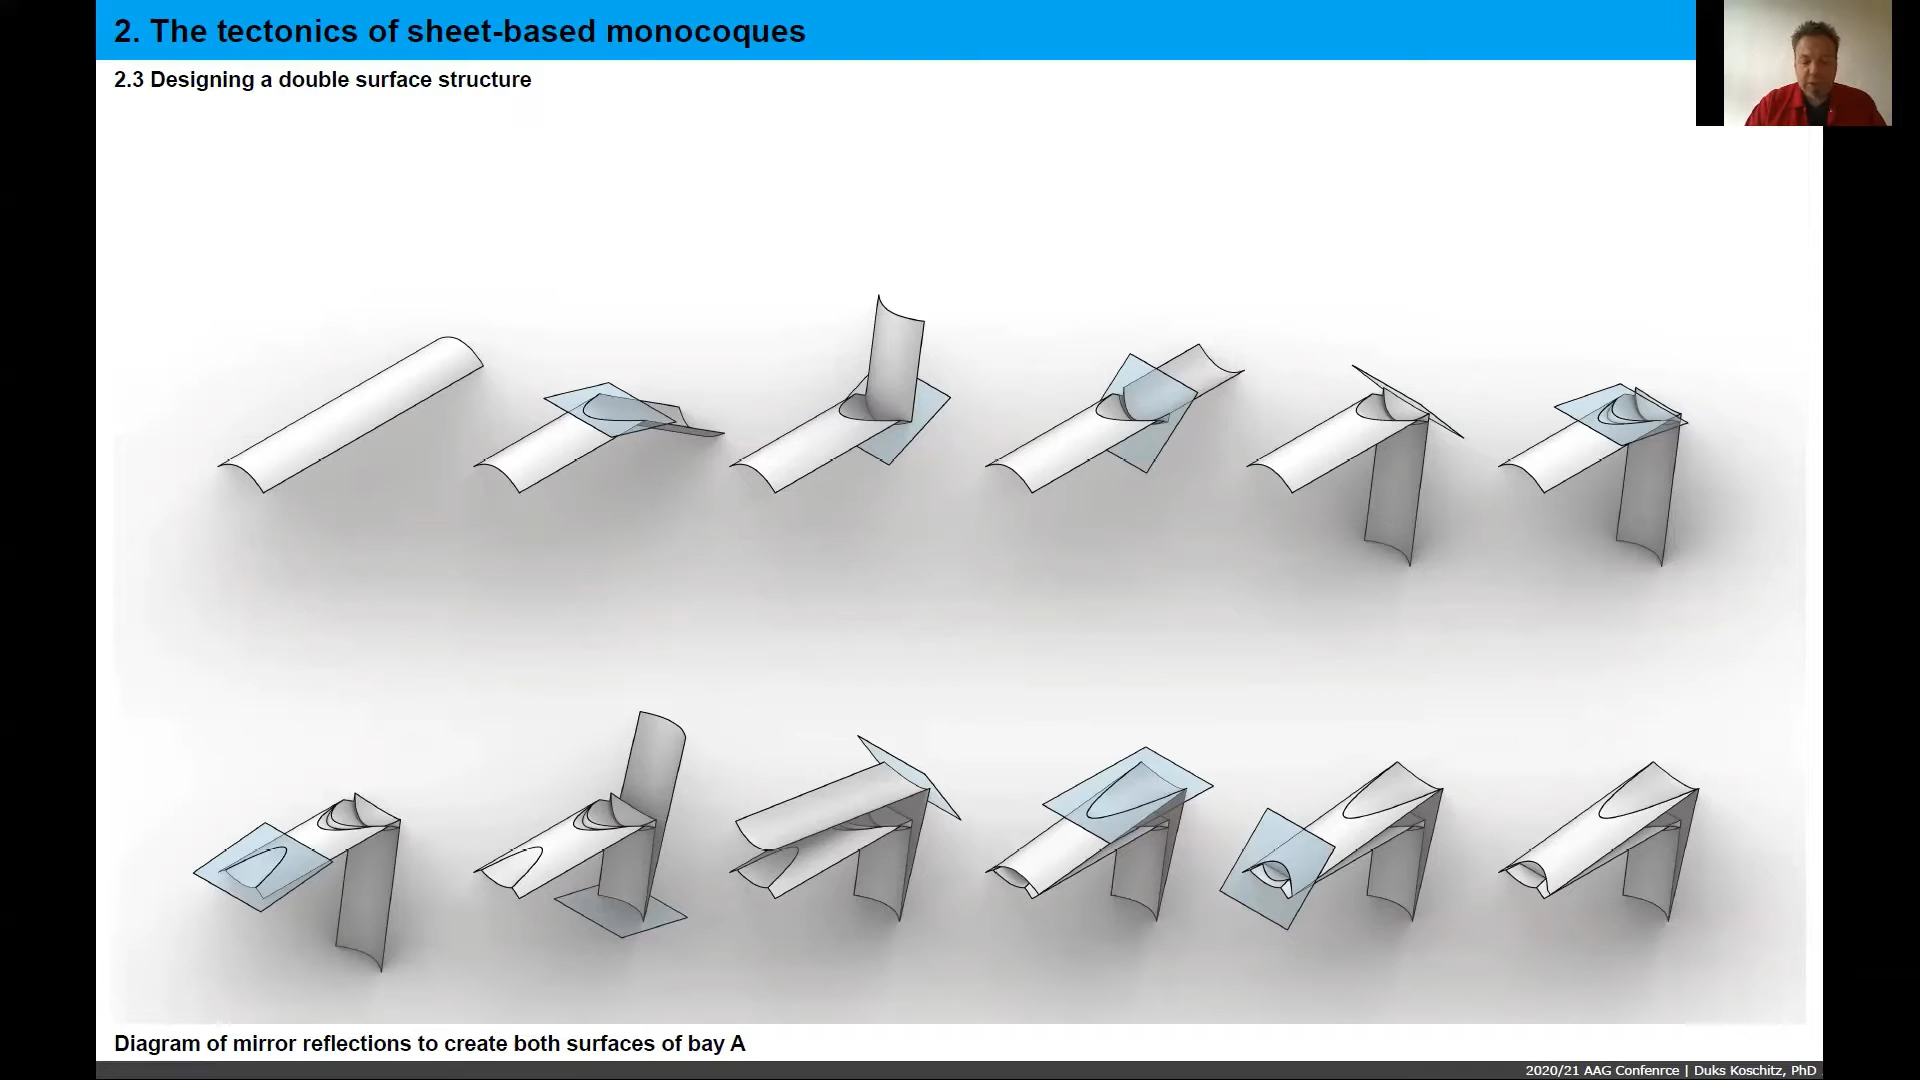 2. The tectonics of sheet-based monocoques
2.3 Designing a double surface structure
Diagram of mirror reflections to create both surfaces of bay A
2020/21 AAG Confenrce | Duks Koschitz, PhD